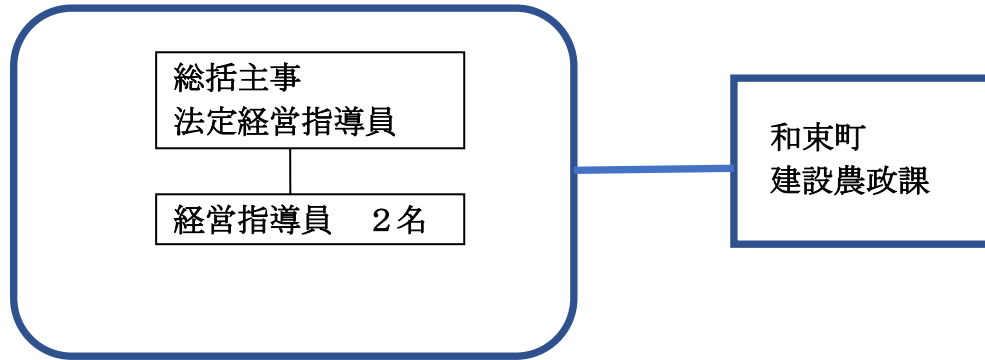 総括主事
法定経営指導員
経営指導員　２名
和束町
建設農政課